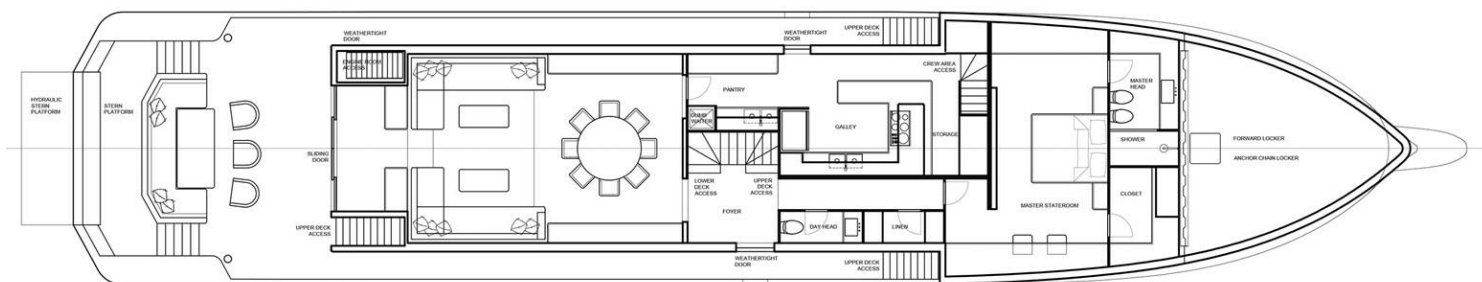 HYDRAULIC
STERN
PLATFORM
STERN
PLATFORM
WEATHERTIGHT
DOOR
ENGINE ROOM
ACCESS
SLIDING
DOOR
UPPER DECK
ACCESS
WEATHERTIGHT
DOOR
UPPER DECK
ACCESS
PANTRY
DUMB
WAITER
LOWER
DECK
ACCESS
UPPER
DECK
ACCESS
FOYER
WEATHERTIGHT
DOOR
GALLEY
CREW AREA
ACCESS
STORAGE
DAY HEAD
LINEN
UPPER DECK
ACCESS
MASTER STATEROOM
MASTER
HEAD
SHOWER
CLOSET
FORWARD LOCKER
ANCHOR CHAIN LOCKER